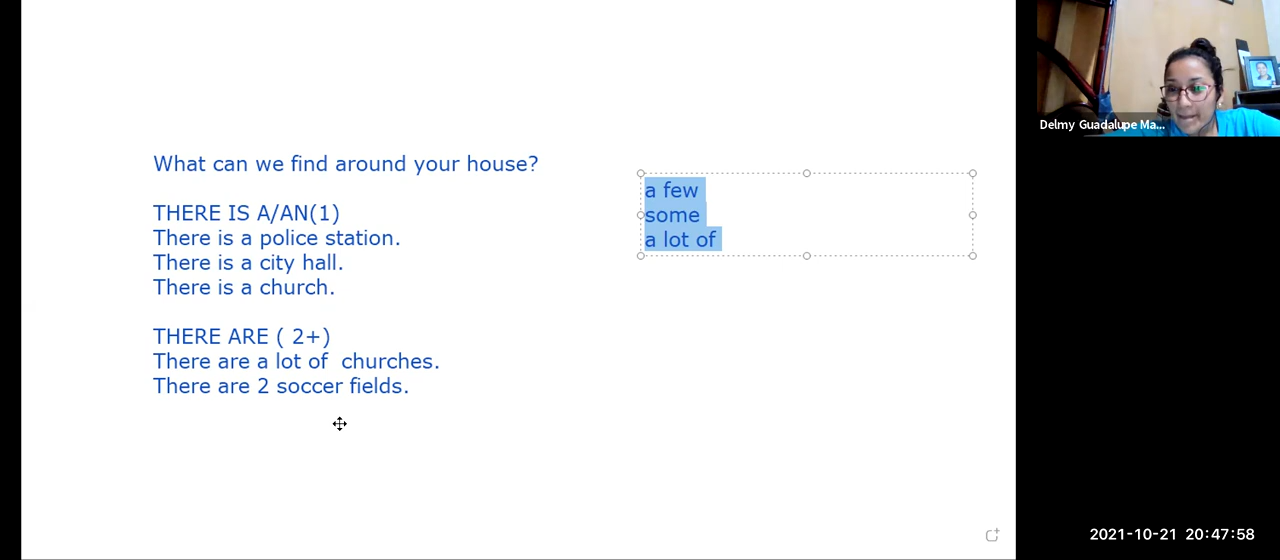 What can we find around your house?
THERE IS A/AN(1)
There is a police station.
There is a city hall.
There is a church.
THERE ARE ( 2+)
There are a lot of  churches.
There are 2 soccer fields.
a few
some
a lot of
Delmy Guadalupe Ma...
2021-10-21 20:47:58